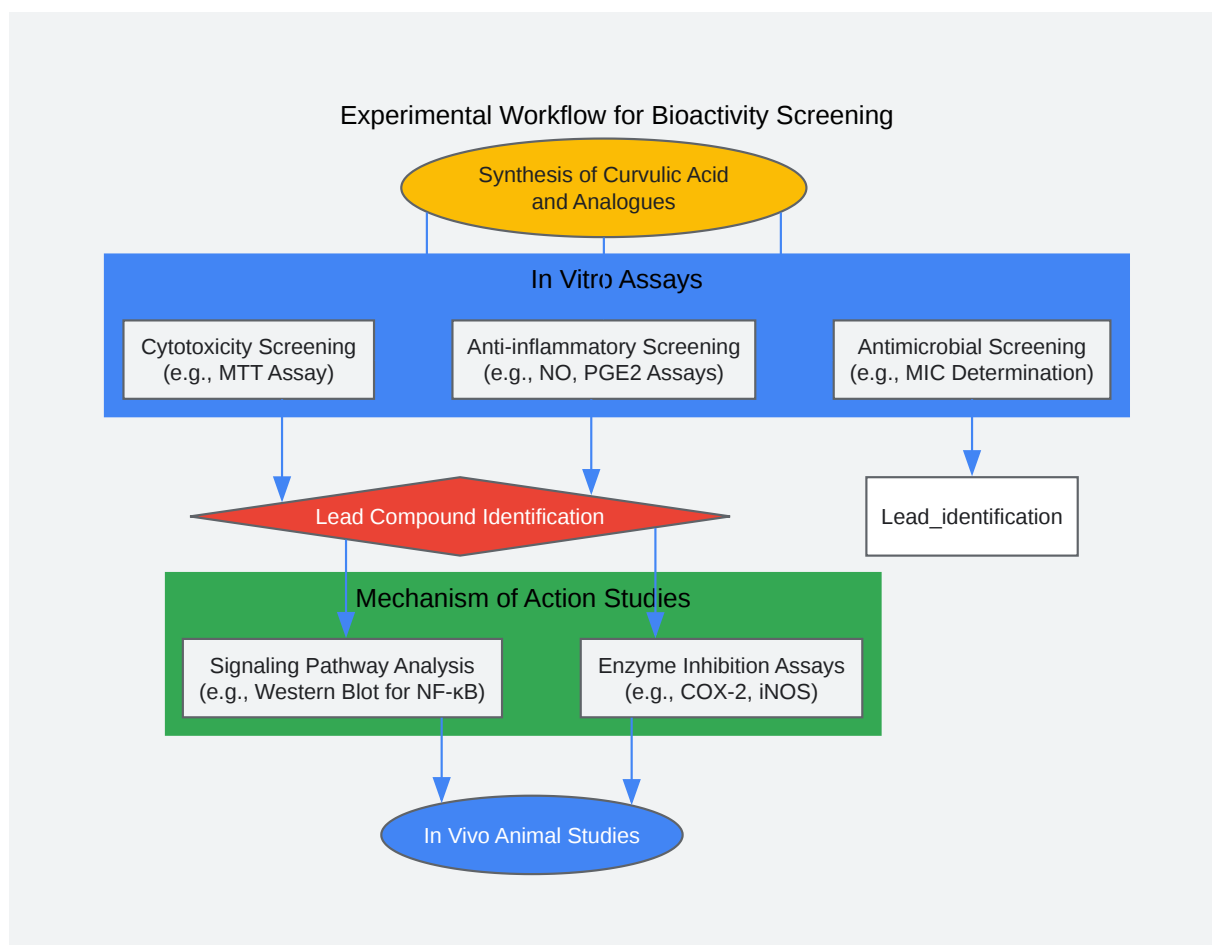 Experimental Workflow for Bioactivity Screening
Synthesis of Curvulic Acid
and Analogues
In Vitro Assays
Cytotoxicity Screening
(e.g., MTT Assay)
Anti-inflammatory Screening
(e.g., NO, PGE2 Assays)
Antimicrobial Screening
(e.g., MIC Determination)
Lead Compound Identification
Lead_identification
Mechanism of Action Studies
Signaling Pathway Analysis
(e.g., Western Blot for NF-κB)
Enzyme Inhibition Assays
(e.g., COX-2, iNOS)
In Vivo Animal Studies